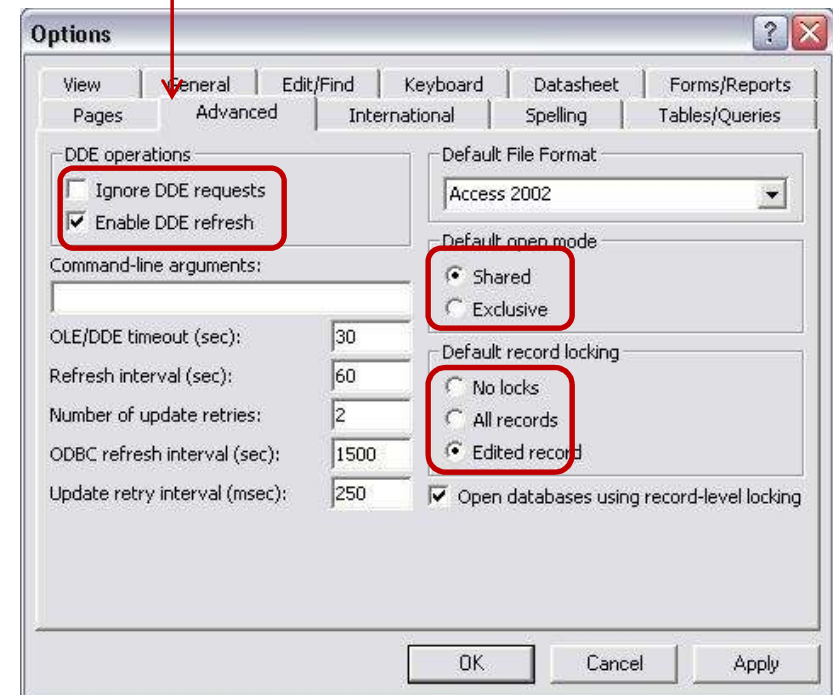 Options
View General Edit/Find Keyboard Datasheet Forms/Reports
Pages Advanced International Spelling Tables/Queries
DDE operations
Ignore DDE requests
Enable DDE refresh
Command-line arguments:
OLE/DDE timeout (sec): 30
Refresh interval (sec): 60
Number of update retries: 2
ODBC refresh interval (sec): 1500
Update retry interval (msec): 250
Default File Format
Access 2002
Default open mode
Shared
Exclusive
Default record locking
No locks
All records
Edited record
Open databases using record-level locking
OK Cancel Apply